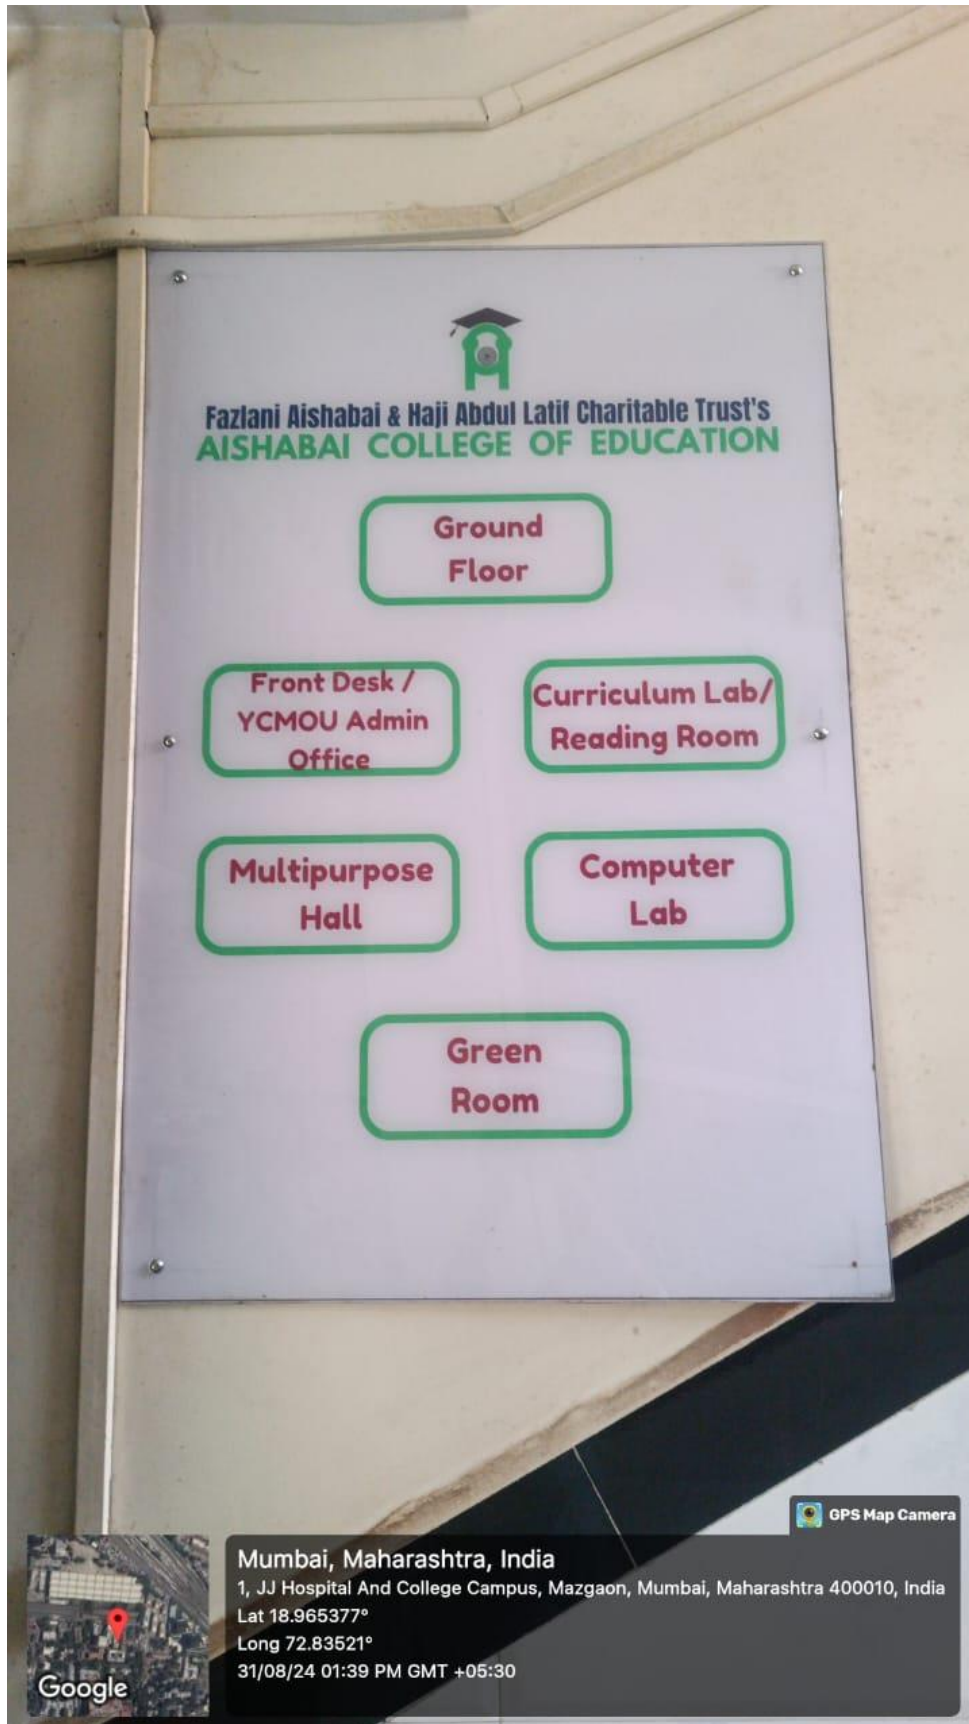 Fazlani Aishabai & Haji Abdul Latif Charitable Trust's
AISHABAI COLLEGE OF EDUCATION
Ground
Floor
Front Desk /
YCMOU Admin
Office
Curriculum Lab/
Reading Room
Multipurpose
Hall
Computer
Lab
Green
Room
GPS Map Camera
Mumbai, Maharashtra, India
1, JJ Hospital And College Campus, Mazgaon, Mumbai, Maharashtra 400010, India
Lat 18.965377°
Long 72.83521°
31/08/24 01:39 PM GMT +05:30
Google